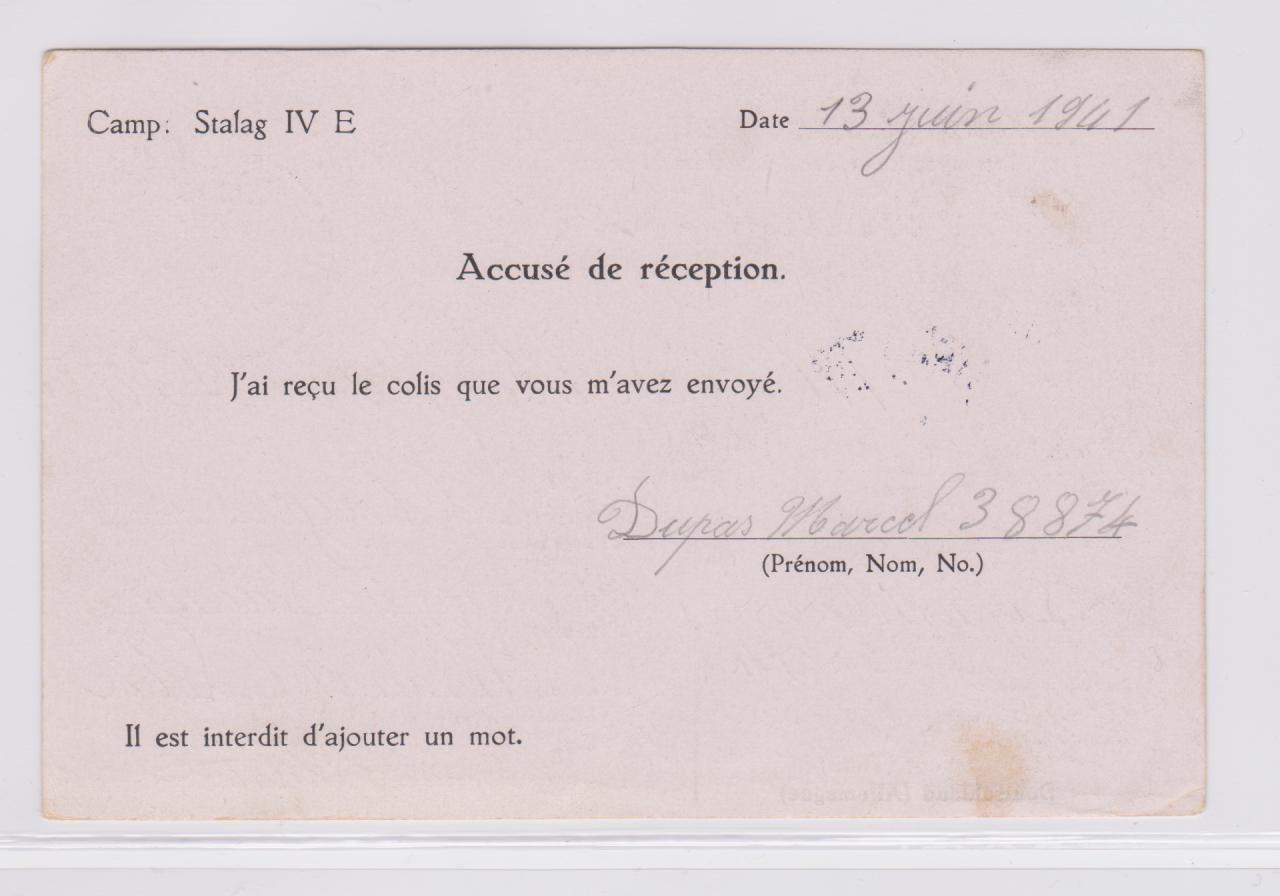 Camp: Stalag IV E
Date 13 juin 1941
Accusé de réception.
J'ai reçu le colis que vous m'avez envoyé.
Dupas Marcel 38874
(Prénom, Nom, No.)
Il est interdit d'ajouter un mot.